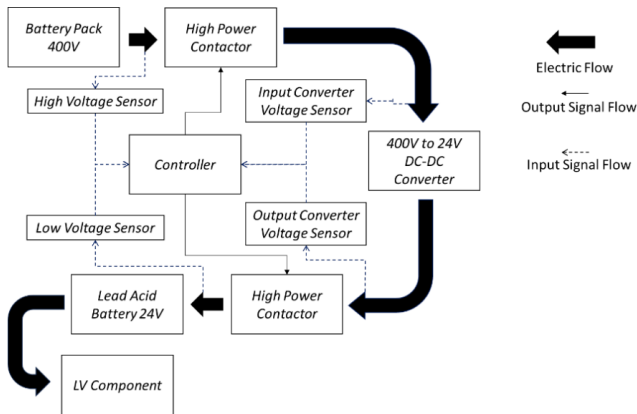 Battery Pack
400V
High Power
Contactor
Electric Flow
High Voltage Sensor
Input Converter
Voltage Sensor
Output Signal Flow
Controller
400V to 24V
DC-DC
Converter
Input Signal Flow
Low Voltage Sensor
Output Converter
Voltage Sensor
Lead Acid
Battery 24V
High Power
Contactor
LV Component